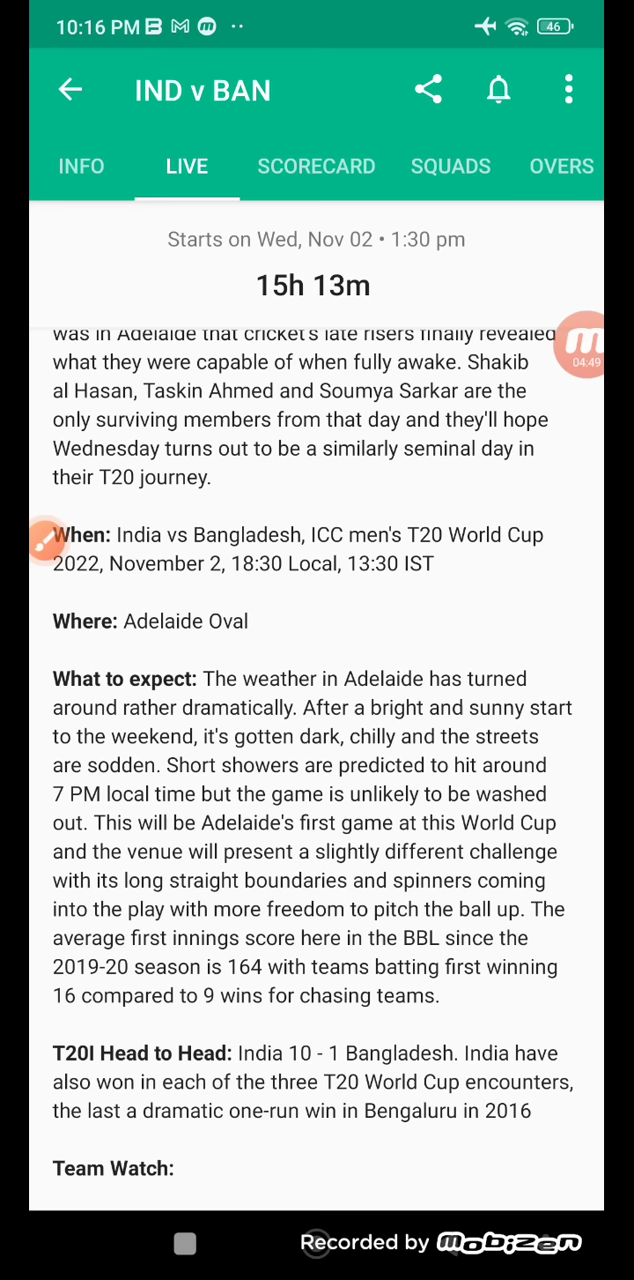 10:16 PM
46
IND v BAN
INFO LIVE SCORECARD SQUADS OVERS
Starts on Wed, Nov 02 • 1:30 pm
15h 13m
was in Adelaide that cricket's late risers finally revealed
what they were capable of when fully awake. Shakib
al Hasan, Taskin Ahmed and Soumya Sarkar are the
only surviving members from that day and they'll hope
Wednesday turns out to be a similarly seminal day in
their T20 journey.
04:49
When: India vs Bangladesh, ICC men's T20 World Cup
2022, November 2, 18:30 Local, 13:30 IST
Where: Adelaide Oval
What to expect: The weather in Adelaide has turned
around rather dramatically. After a bright and sunny start
to the weekend, it's gotten dark, chilly and the streets
are sodden. Short showers are predicted to hit around
7 PM local time but the game is unlikely to be washed
out. This will be Adelaide's first game at this World Cup
and the venue will present a slightly different challenge
with its long straight boundaries and spinners coming
into the play with more freedom to pitch the ball up. The
average first innings score here in the BBL since the
2019-20 season is 164 with teams batting first winning
16 compared to 9 wins for chasing teams.
T20I Head to Head: India 10 - 1 Bangladesh. India have
also won in each of the three T20 World Cup encounters,
the last a dramatic one-run win in Bengaluru in 2016
Team Watch:
Recorded by Mobizen